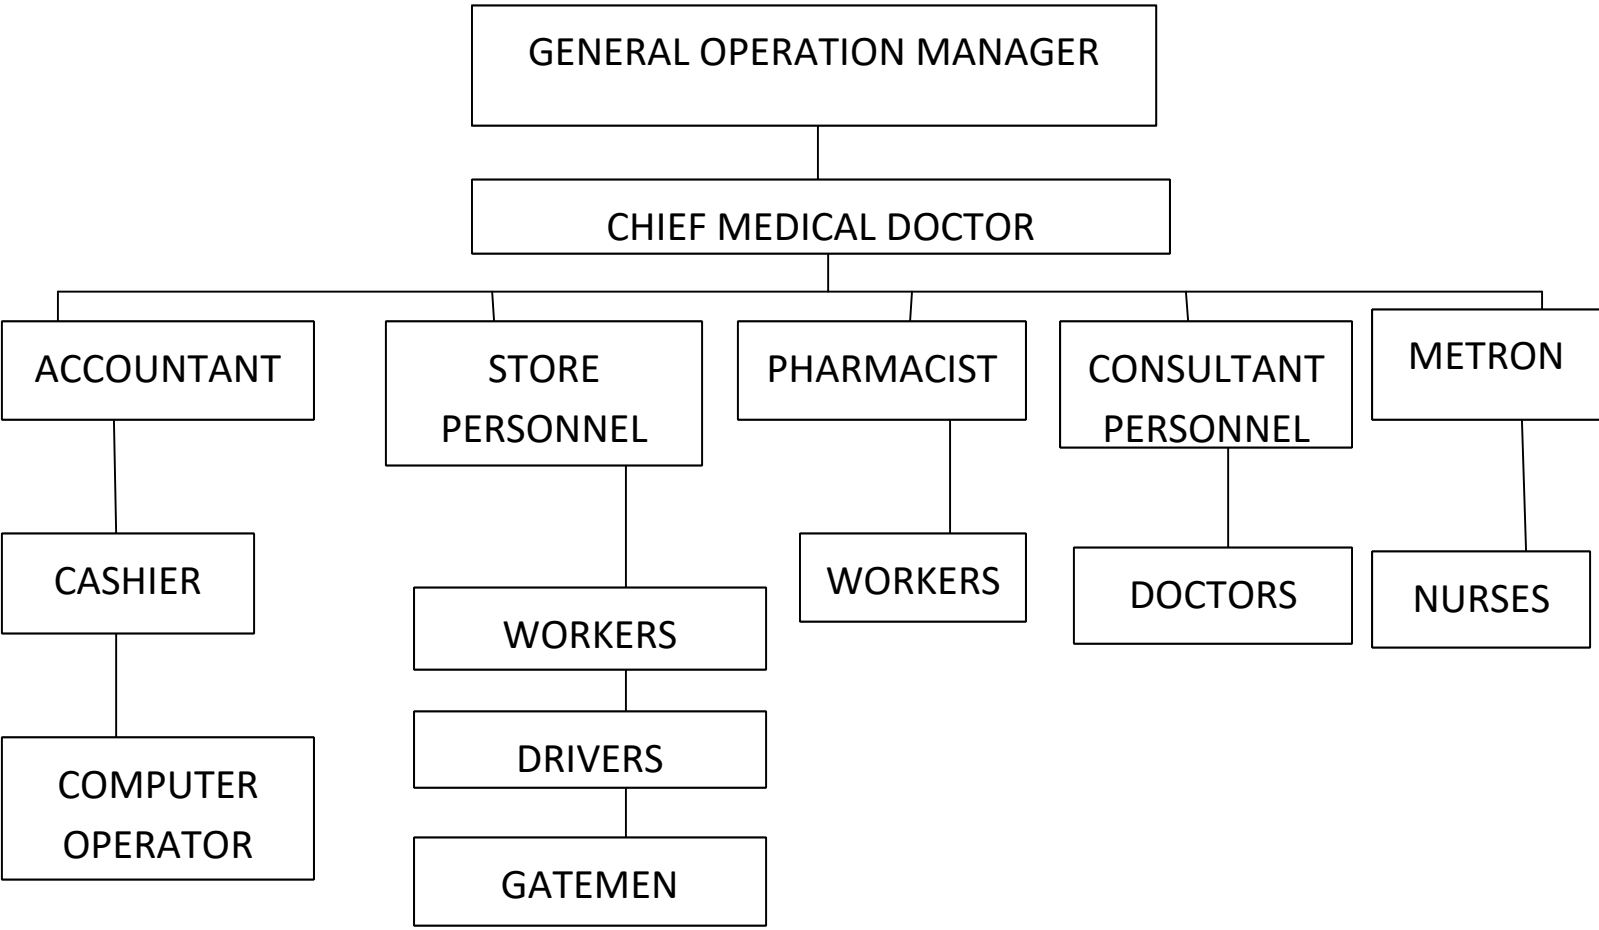 GENERAL OPERATION MANAGER
CHIEF MEDICAL DOCTOR
ACCOUNTANT
STORE
PERSONNEL
PHARMACIST
CONSULTANT
PERSONNEL
METRON
CASHIER
WORKERS
DOCTORS
NURSES
WORKERS
DRIVERS
COMPUTER
OPERATOR
GATEMEN